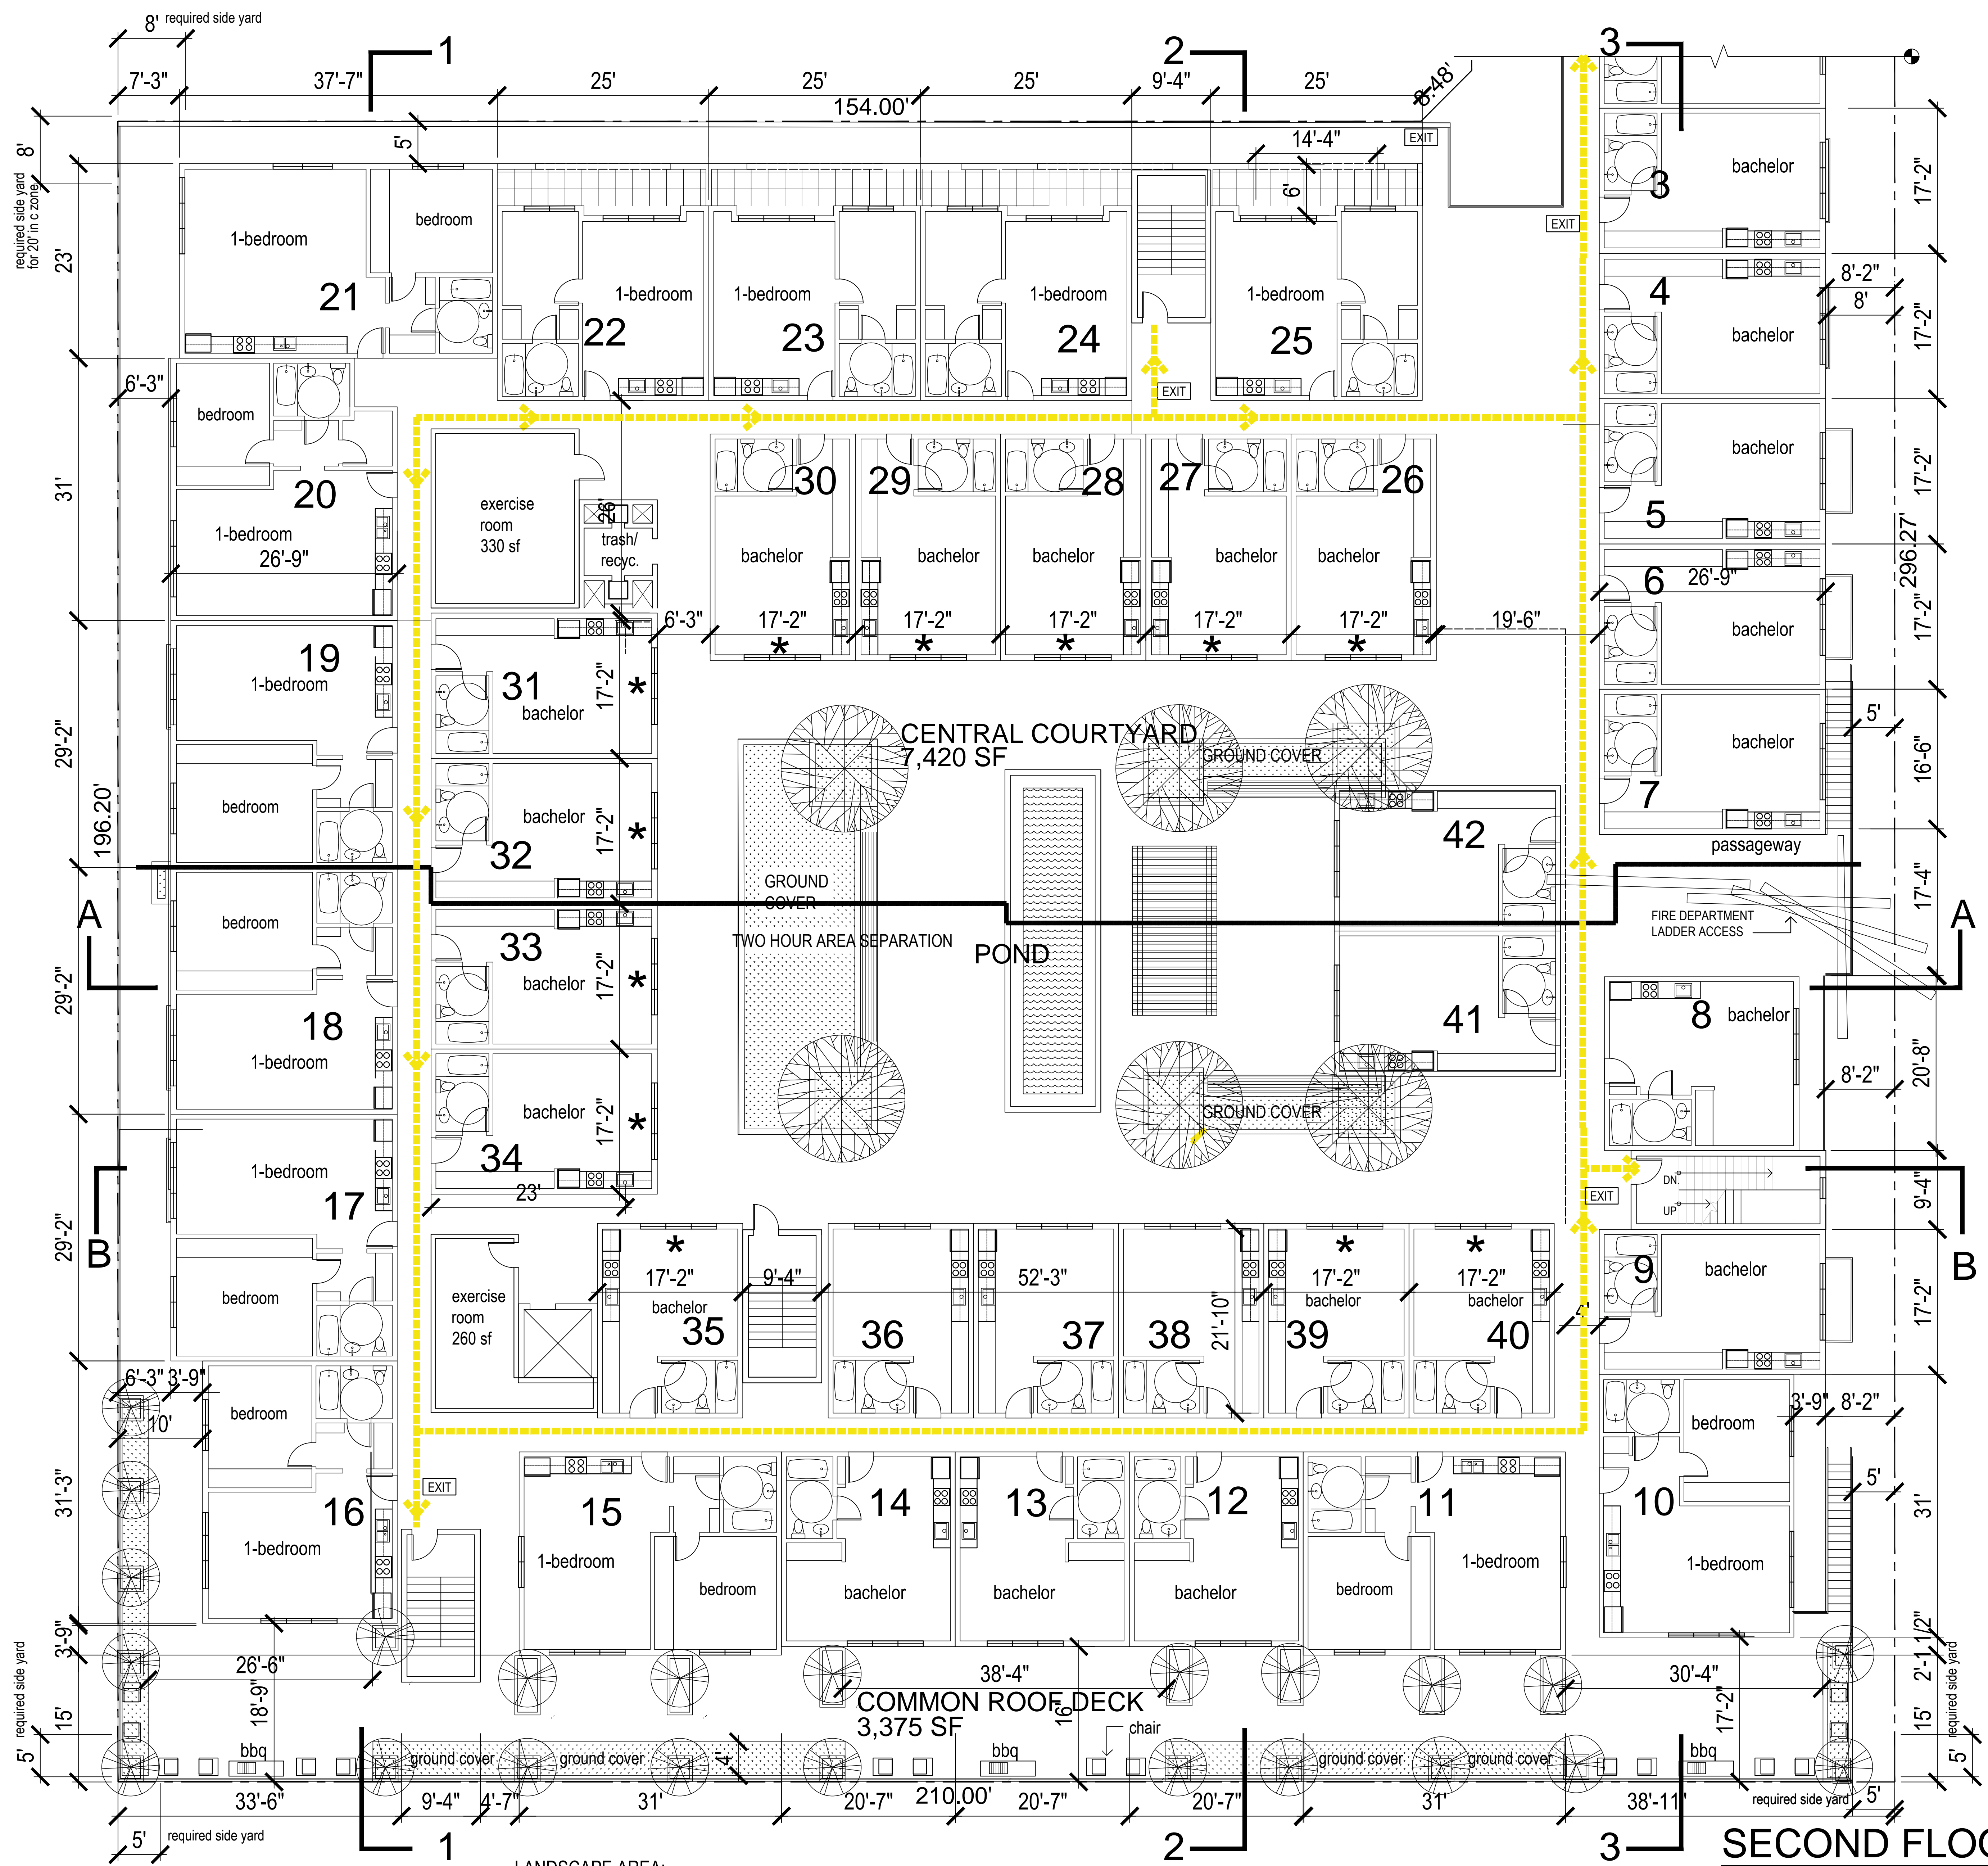 8' required side yard
1
2
3
7'-3"
37'-7"
25'
25'
25'
9'-4"
25'
154.00'
8.48'
EXIT
8'
required side yard
for 20' in c zone
5'
14'-4"
6'
EXIT
bachelor
3
17'-2"
1-bedroom
bedroom
21
23'
22
1-bedroom
1-bedroom
23
1-bedroom
24
1-bedroom
25
EXIT
4
bachelor
8'-2"
8'
17'-2"
6'-3"
bedroom
20
1-bedroom
26'-9"
31'
exercise
room
330 sf
26'
trash/
recyc.
30
29
28
27
26
bachelor
bachelor
bachelor
bachelor
bachelor
6'-3"
17'-2"
17'-2"
17'-2"
17'-2"
17'-2"
19'-6"
*
*
*
*
*
bachelor
5
17'-2"
296.27'
6
26'-9"
bachelor
17'-2"
19
1-bedroom
bedroom
29'-2"
31
bachelor
17'-2"
*
CENTRAL COURTYARD
7,420 SF
GROUND COVER
bachelor
7
5'
16'-6"
passageway
196.20'
32
bachelor
17'-2"
*
GROUND
COVER
TWO HOUR AREA SEPARATION
POND
42
41
17'-4"
FIRE DEPARTMENT
LADDER ACCESS
A
A
bedroom
18
1-bedroom
29'-2"
33
bachelor
17'-2"
*
8
bachelor
8'-2"
20'-8"
bachelor
34
17'-2"
*
23'
GROUND COVER
B
B
1-bedroom
17
bedroom
29'-2"
DN.
UP
EXIT
9'-4"
exercise
room
260 sf
*
17'-2"
bachelor
35
9'-4"
36
52'-3"
37
38
21'-10"
*
17'-2"
bachelor
39
*
17'-2"
bachelor
40
4'
9
bachelor
17'-2"
6'-3"
3'-9"
10'
bedroom
16
1-bedroom
31'-3"
EXIT
15
1-bedroom
bedroom
14
bachelor
13
bachelor
12
bachelor
11
bedroom
1-bedroom
bedroom
10
1-bedroom
3'-9"
8'-2"
5'
31'
3'-9"
26'-6"
18'-9"
38'-4"
COMMON ROOF DECK
3,375 SF
16'
chair
30'-4"
17'-2"
2'-1 1/2"
15'
5' required side yard
15'
5' required side yard
bbq
ground cover
ground cover
4'
bbq
ground cover
ground cover
bbq
33'-6"
9'-4"
4'-7"
31'
20'-7"
210.00'
20'-7"
20'-7"
31'
38'-11'
required side yard
5'
5'
required side yard
1
2
3
SECOND FLOO
LANDSCAPE AREA: